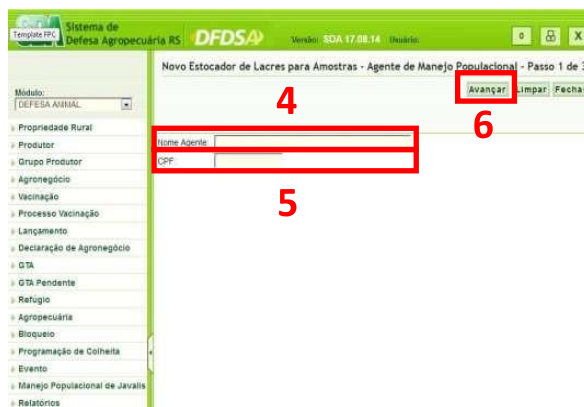 Sistema de
Template FPC
Defesa Agropecuária RS
DFDSA
Versão: SDA 17.08.14 Usuário:
0
X
Novo Estocador de Lacres para Amostras - Agente de Manejo Populacional - Passo 1 de 3
Avançar
Limpar
Fechar
Módulo:
DEFESA ANIMAL
4
6
Nome Agente:
CPF:
5
Propriedade Rural
Produtor
Grupo Produtor
Agronegócio
Vacinação
Processo Vacinação
Lançamento
Declaração de Agronegócio
GTA
GTA Pendente
Refúgio
Agropecuária
Bloqueio
Programação de Colheita
Evento
Manejo Populacional de Javalis
Relatórios